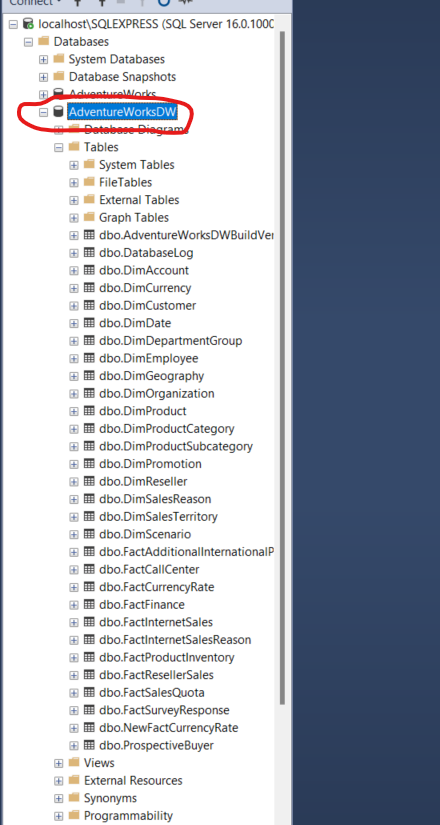 Connect
localhost\SQLEXPRESS (SQL Server 16.0.1000
Databases
System Databases
Database Snapshots
AdventureWorks
AdventureWorksDW
Database Diagrams
Tables
System Tables
FileTables
External Tables
Graph Tables
dbo.AdventureWorksDWBuildVer
dbo.DatabaseLog
dbo.DimAccount
dbo.DimCurrency
dbo.DimCustomer
dbo.DimDate
dbo.DimDepartmentGroup
dbo.DimEmployee
dbo.DimGeography
dbo.DimOrganization
dbo.DimProduct
dbo.DimProductCategory
dbo.DimProductSubcategory
dbo.DimPromotion
dbo.DimReseller
dbo.DimSalesReason
dbo.DimSalesTerritory
dbo.DimScenario
dbo.FactAdditionalInternationalP
dbo.FactCallCenter
dbo.FactCurrencyRate
dbo.FactFinance
dbo.FactInternetSales
dbo.FactInternetSalesReason
dbo.FactProductInventory
dbo.FactResellerSales
dbo.FactSalesQuota
dbo.FactSurveyResponse
dbo.NewFactCurrencyRate
dbo.ProspectiveBuyer
Views
External Resources
Synonyms
Programmability